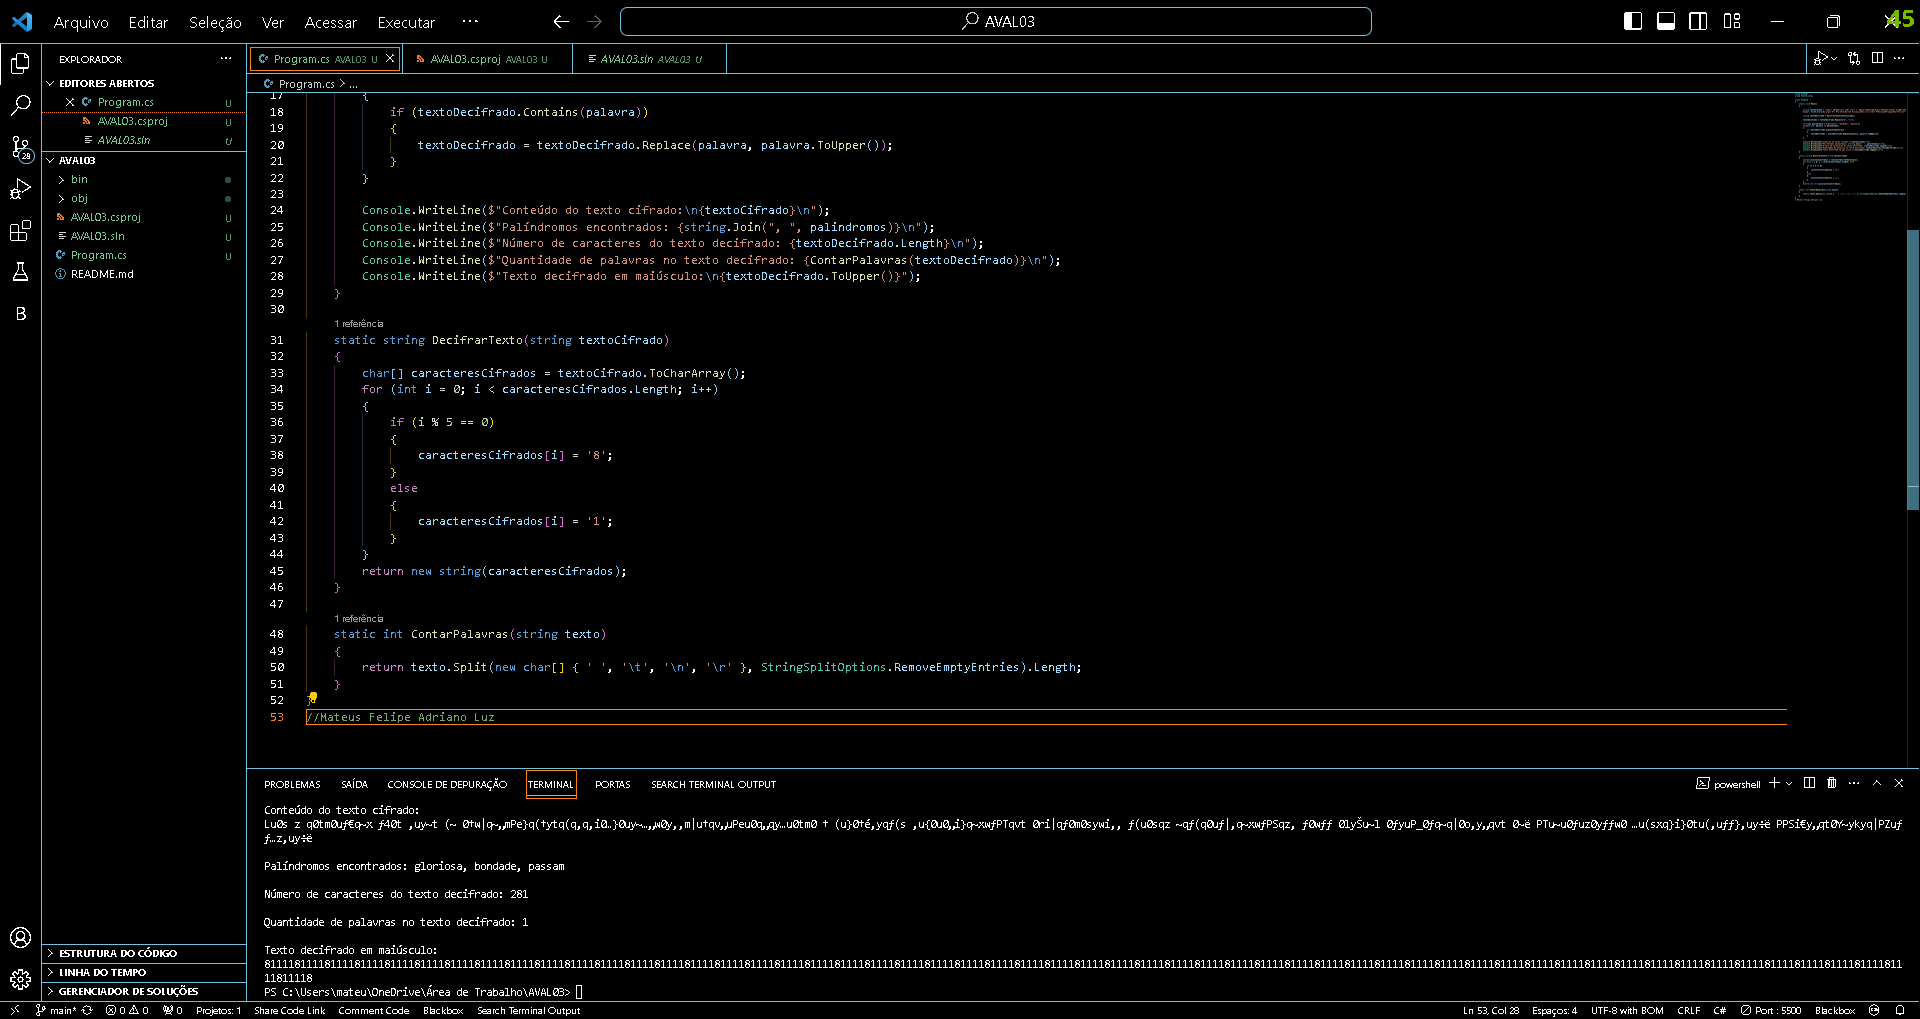 Arquivo Editar Seleção Ver Acessar Executar ··· AVAL03 45
EXPLORADOR ···
EDITORES ABERTOS
Program.cs U
AVAL03.csproj U
AVAL03.sln U
AVAL03
bin
obj
AVAL03.csproj U
AVAL03.sln U
Program.cs U
README.md
28
B
ESTRUTURA DO CÓDIGO
LINHA DO TEMPO
GERENCIADOR DE SOLUÇÕES
Program.cs AVAL03 U AVAL03.csproj AVAL03 U AVAL03.sln AVAL03 U
Program.cs > ...
17 {
18 if (textoDecifrado.Contains(palavra))
19 {
20 textoDecifrado = textoDecifrado.Replace(palavra, palavra.ToUpper());
21 }
22 }
23
24 Console.WriteLine($"Conteúdo do texto cifrado:\n{textoCifrado}\n");
25 Console.WriteLine($"Palíndromos encontrados: {string.Join(", ", palindromos)}\n");
26 Console.WriteLine($"Número de caracteres do texto decifrado: {textoDecifrado.Length}\n");
27 Console.WriteLine($"Quantidade de palavras no texto decifrado: {ContarPalavras(textoDecifrado)}\n");
28 Console.WriteLine($"Texto decifrado em maiúsculo:\n{textoDecifrado.ToUpper()}");
29 }
30
1 referência
31 static string DecifrarTexto(string textoCifrado)
32 {
33 char[] caracteresCifrados = textoCifrado.ToCharArray();
34 for (int i = 0; i < caracteresCifrados.Length; i++)
35 {
36 if (i % 5 == 0)
37 {
38 caracteresCifrados[i] = '8';
39 }
40 else
41 {
42 caracteresCifrados[i] = '1';
43 }
44 }
45 return new string(caracteresCifrados);
46 }
47
1 referência
48 static int ContarPalavras(string texto)
49 {
50 return texto.Split(new char[] { ' ', '\t', '\n', '\r' }, StringSplitOptions.RemoveEmptyEntries).Length;
51 }
52 }
53 //Mateus Felipe Adriano Luz
PROBLEMAS SAÍDA CONSOLE DE DEPURAÇÃO TERMINAL PORTAS SEARCH TERMINAL OUTPUT powershell
Conteúdo do texto cifrado:
Palíndromos encontrados: gloriosa, bondade, passam
Número de caracteres do texto decifrado: 281
Quantidade de palavras no texto decifrado: 1
Texto decifrado em maiúsculo:
11811118
PS C:\Users\mateu\OneDrive\Área de Trabalho\AVAL03>
main* 0 0 0 Projetos: 1 Share Code Link Comment Code Blackbox Search Terminal Output Ln 53, Col 28 Espaços: 4 UTF-8 with BOM CRLF C# Port : 5500 Blackbox